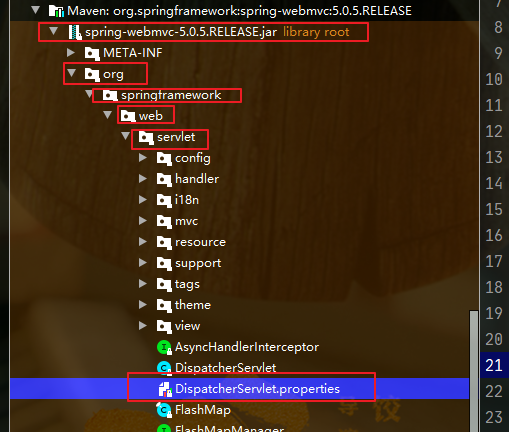 Maven: org.springframework:spring-webmvc:5.0.5.RELEASE
spring-webmvc-5.0.5.RELEASE.jar library root
META-INF
org
springframework
web
servlet
config
handler
i18n
mvc
resource
support
tags
theme
view
AsyncHandlerInterceptor
DispatcherServlet
DispatcherServlet.properties
FlashMap
FlashMapManager
7
8
9
10
11
12
13
14
15
16
17
18
19
20
21
22
23